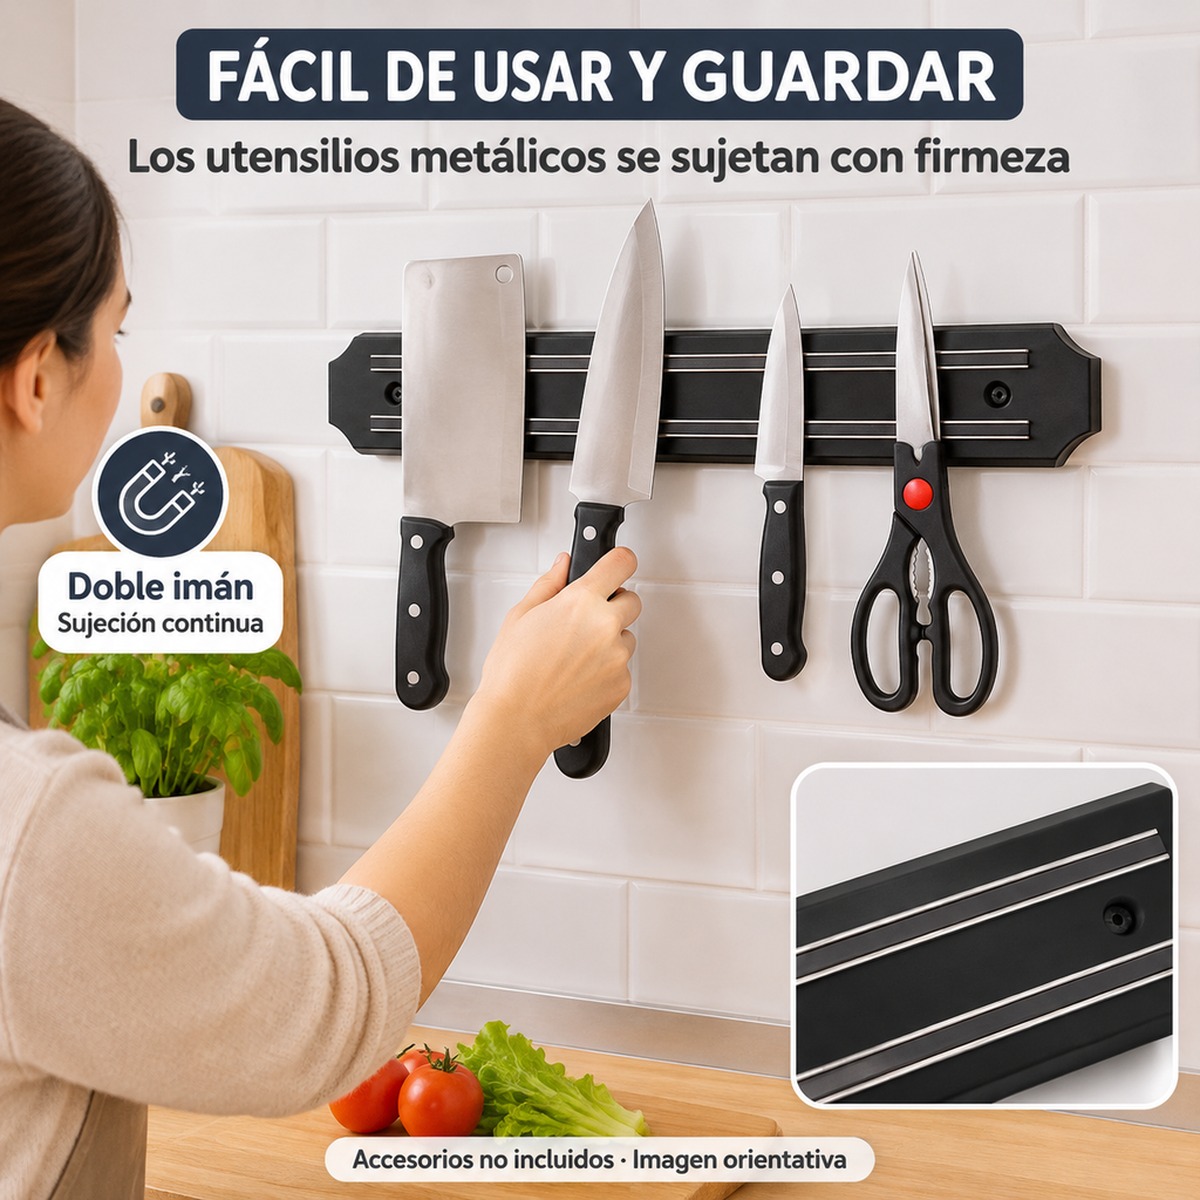 FÁCIL DE USAR Y GUARDAR
Los utensilios metálicos se sujetan con firmeza
Doble imán
Sujeción continua
Accesorios no incluidos · Imagen orientativa